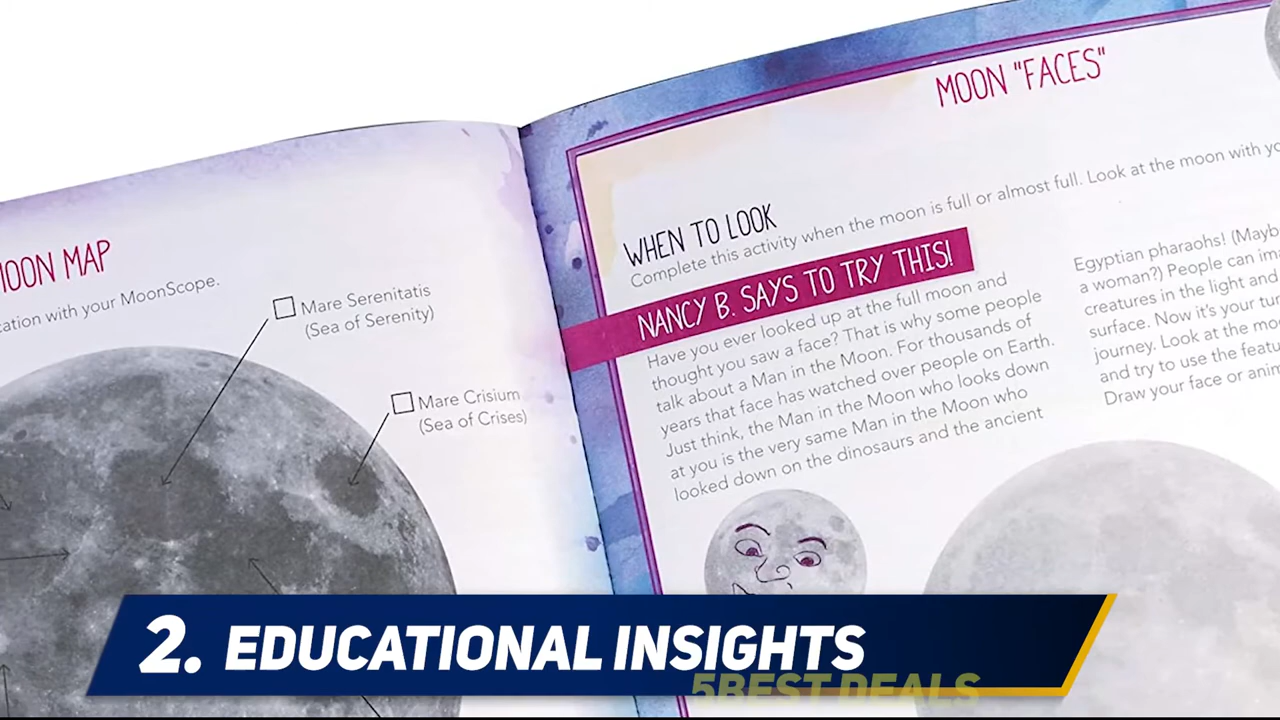 MOON MAP
cation with your MoonScope.
Mare Serenitatis
(Sea of Serenity)
Mare Crisium
(Sea of Crises)
MOON "FACES"
WHEN TO LOOK
Complete this activity when the moon is full or almost full. Look at the moon with yo
NANCY B. SAYS TO TRY THIS!
Have you ever looked up at the full moon and
thought you saw a face? That is why some people
talk about a Man in the Moon. For thousands of
years that face has watched over people on Earth.
Just think, the Man in the Moon who looks down
at you is the very same Man in the Moon who
looked down on the dinosaurs and the ancient
Egyptian pharaohs! (Mayb
a woman?) People can ima
creatures in the light and
surface. Now it's your tur
journey. Look at the mo
and try to use the featu
Draw your face or anim
2. EDUCATIONAL INSIGHTS
5BEST DEALS